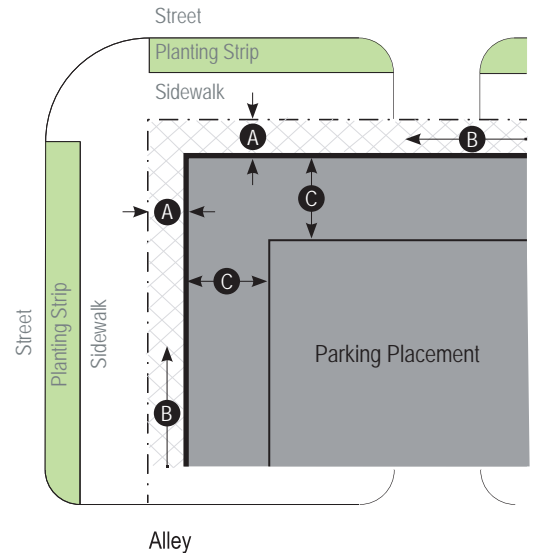 Street
Planting Strip
Sidewalk
A
B
A
C
C
Street
Planting Strip
Sidewalk
Parking Placement
B
Alley